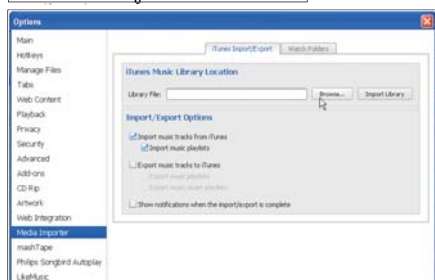 Options
Main
Hotkeys
Manage Files
Tabs
Web Content
Playback
Privacy
Security
Advanced
Add-ons
CD Rip
Artwork
Web Integration
Media Importer
mashTape
Philips Songbird Autoplay
LikeMusic
iTunes Import/Export Watch Folders
iTunes Music Library Location
Library File: Browse... Import Library
Import/Export Options
Import music tracks from iTunes
Import music playlists
Export music tracks to iTunes
Export music playlists
Export smart playlists
Show notifications when the import/export is complete